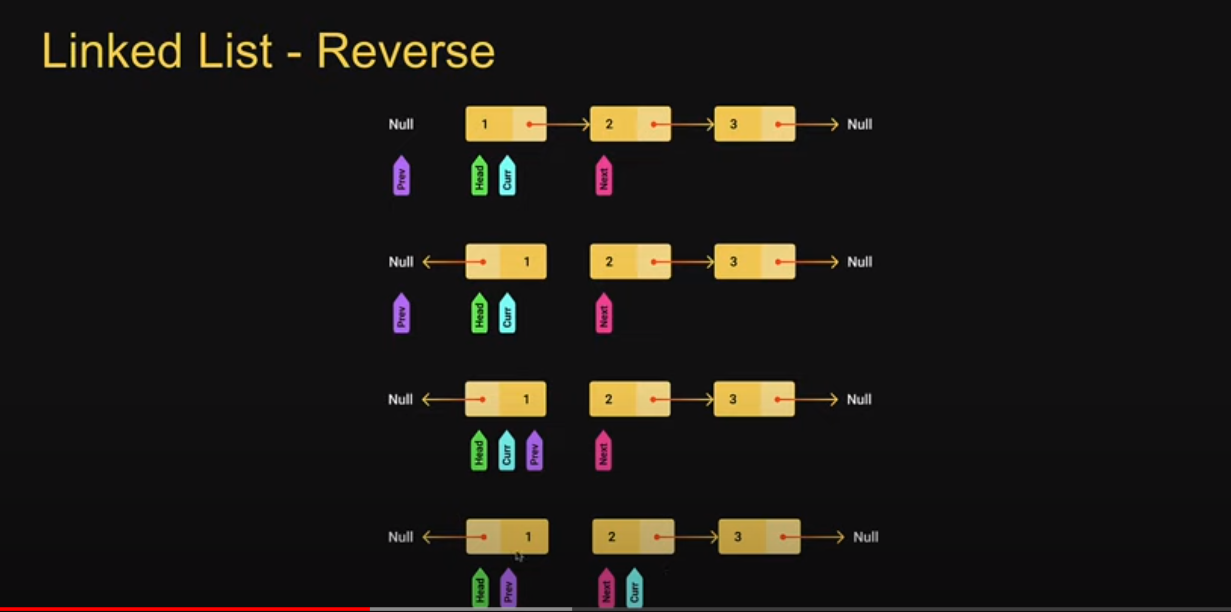 Linked List - Reverse
Null 1 2 3 Null
Prev Head Curr Next
Null 1 2 3 Null
Prev Head Curr Next
Null 1 2 3 Null
Head Curr Prev Next
Null 1 2 3 Null
Head Prev Next Curr